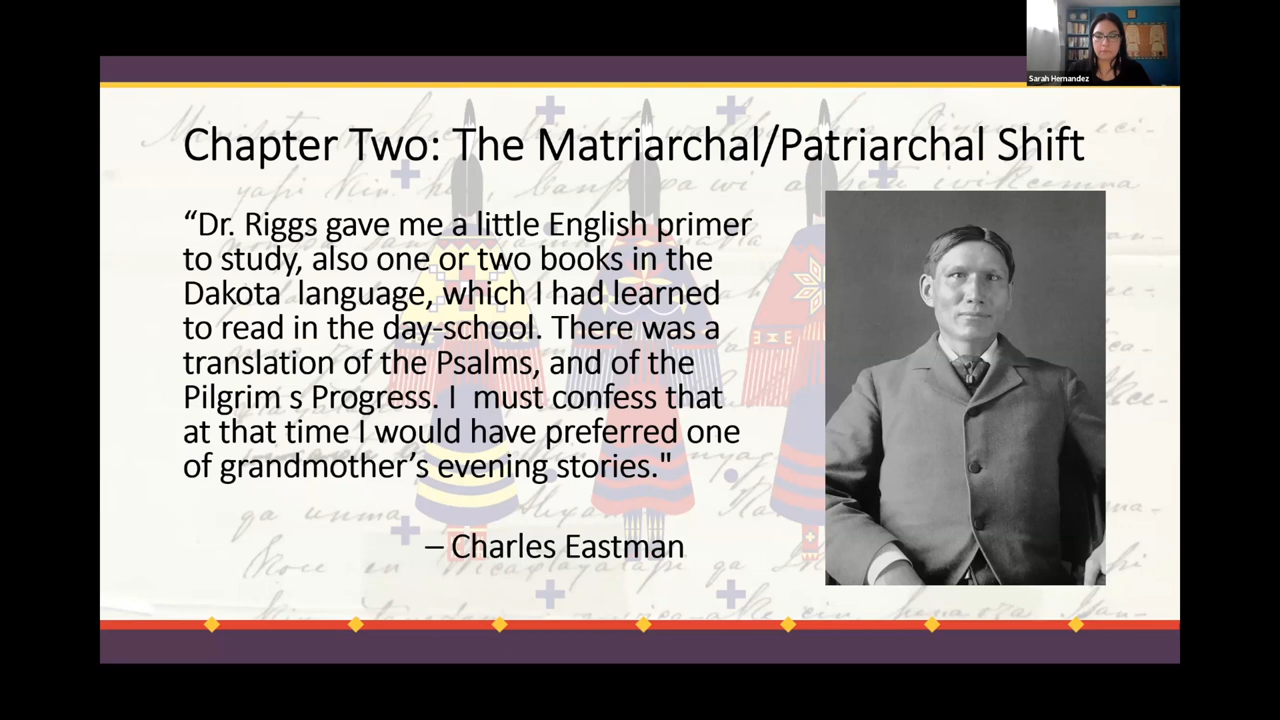 Sarah Hernandez
Chapter Two: The Matriarchal/Patriarchal Shift
“Dr. Riggs gave me a little English primer
to study, also one or two books in the
Dakota  language, which I had learned
to read in the day-school. There was a
translation of the Psalms, and of the
Pilgrim s Progress. I  must confess that
at that time I would have preferred one
of grandmother’s evening stories."
– Charles Eastman